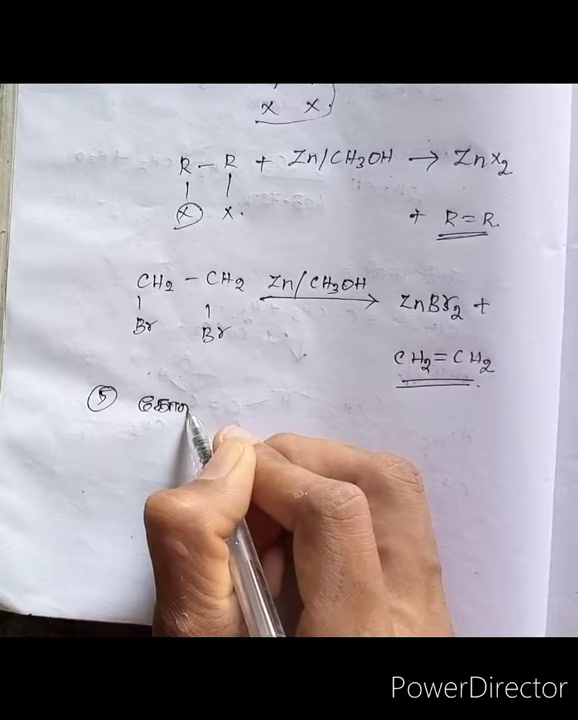 X X
R - R + Zn/CH3OH → ZnX2
X X.
+ R = R.
CH2 - CH2 Zn/CH3OH → ZnBr2 +
Br Br
CH2 = CH2
⑤ கோ
PowerDirector